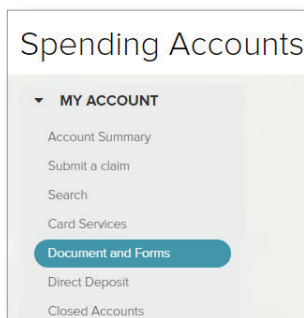 Spending Accounts
MY ACCOUNT
Account Summary
Submit a claim
Search
Card Services
Document and Forms
Direct Deposit
Closed Accounts